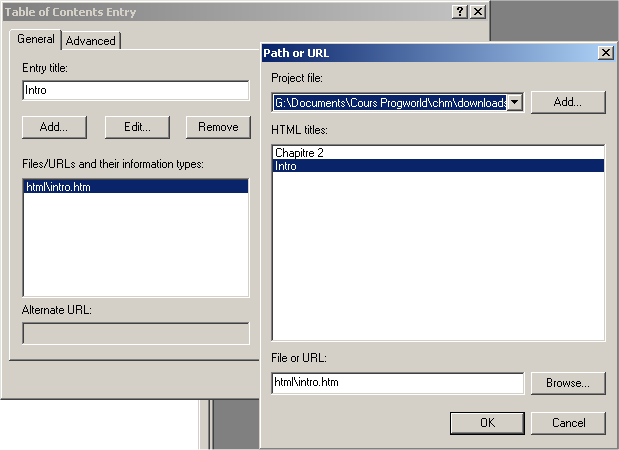 Table of Contents Entry
General
Advanced
Entry title:
Intro
Add...
Edit...
Remove
Files/URLs and their information types:
html\intro.htm
Alternate URL:
Path or URL
Project file:
G:\Documents\Cours Progworld\chm\downloads
Add...
HTML titles:
Chapitre 2
Intro
File or URL:
html\intro.htm
Browse...
OK
Cancel